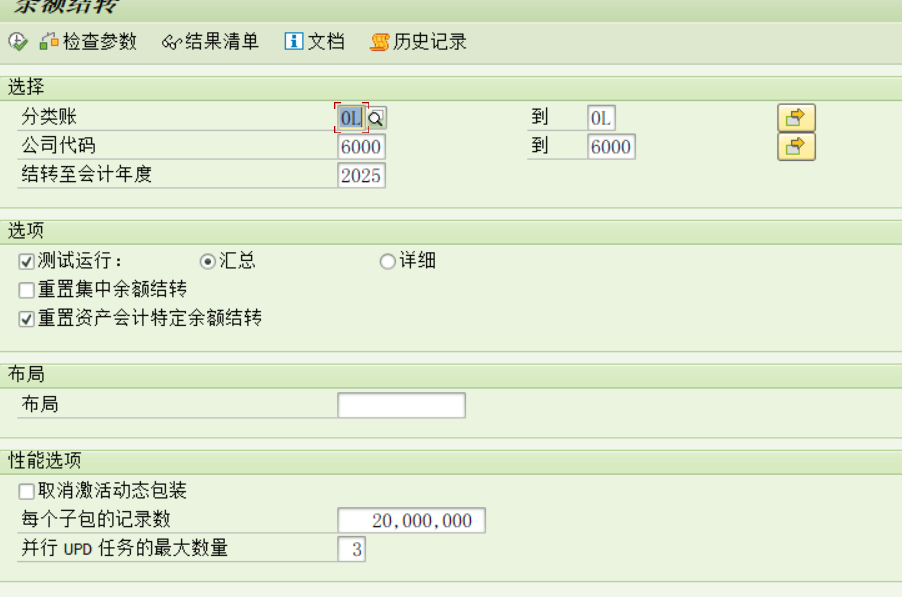 余额结转
检查参数 结果清单 文档 历史记录
选择
分类账 0L 到 0L
公司代码 6000 到 6000
结转至会计年度 2025
选项
测试运行: 汇总 详细
重置集中余额结转
重置资产会计特定余额结转
布局
布局
性能选项
取消激活动态包装
每个子包的记录数 20,000,000
并行 UPD 任务的最大数量 3